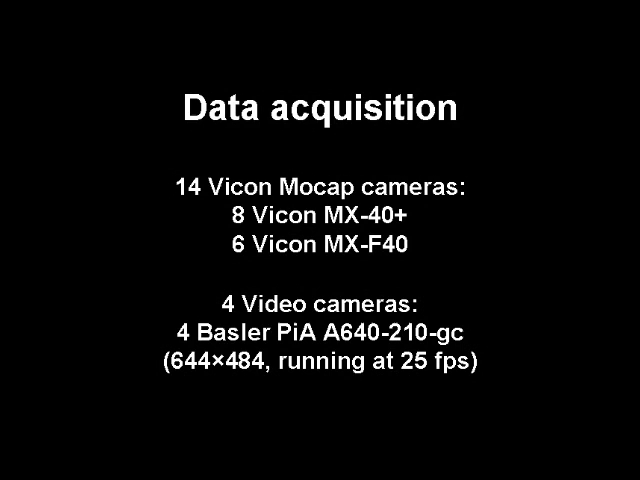 Data acquisition
14 Vicon Mocap cameras:
8 Vicon MX-40+
6 Vicon MX-F40
4 Video cameras:
4 Basler PiA A640-210-gc
(644×484, running at 25 fps)